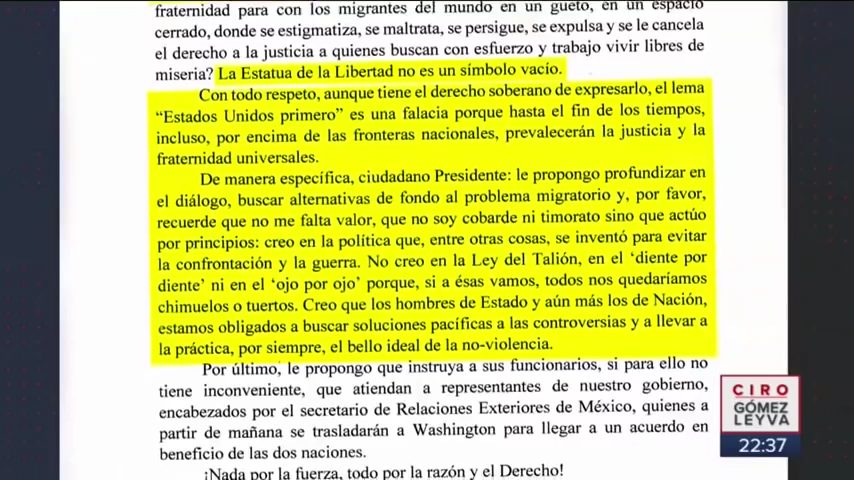 fraternidad para con los migrantes del mundo en un gueto, en un espacio
cerrado, donde se estigmatiza, se maltrata, se persigue, se expulsa y se le cancela
el derecho a la justicia a quienes buscan con esfuerzo y trabajo vivir libres de
miseria? La Estatua de la Libertad no es un símbolo vacío.
Con todo respeto, aunque tiene el derecho soberano de expresarlo, el lema
“Estados Unidos primero” es una falacia porque hasta el fin de los tiempos,
incluso, por encima de las fronteras nacionales, prevalecerán la justicia y la
fraternidad universales.
De manera específica, ciudadano Presidente: le propongo profundizar en
el diálogo, buscar alternativas de fondo al problema migratorio y, por favor,
recuerde que no me falta valor, que no soy cobarde ni timorato sino que actúo
por principios: creo en la política que, entre otras cosas, se inventó para evitar
la confrontación y la guerra. No creo en la Ley del Talión, en el ‘diente por
diente’ ni en el ‘ojo por ojo’ porque, si a ésas vamos, todos nos quedaríamos
chimuelos o tuertos. Creo que los hombres de Estado y aún más los de Nación,
estamos obligados a buscar soluciones pacíficas a las controversias y a llevar a
la práctica, por siempre, el bello ideal de la no-violencia.
Por último, le propongo que instruya a sus funcionarios, si para ello no
tiene inconveniente, que atiendan a representantes de nuestro gobierno,
encabezados por el secretario de Relaciones Exteriores de México, quienes a
partir de mañana se trasladarán a Washington para llegar a un acuerdo en
beneficio de las dos naciones.
¡Nada por la fuerza, todo por la razón y el Derecho!
CIRO
GÓMEZ
LEYVA
22:37